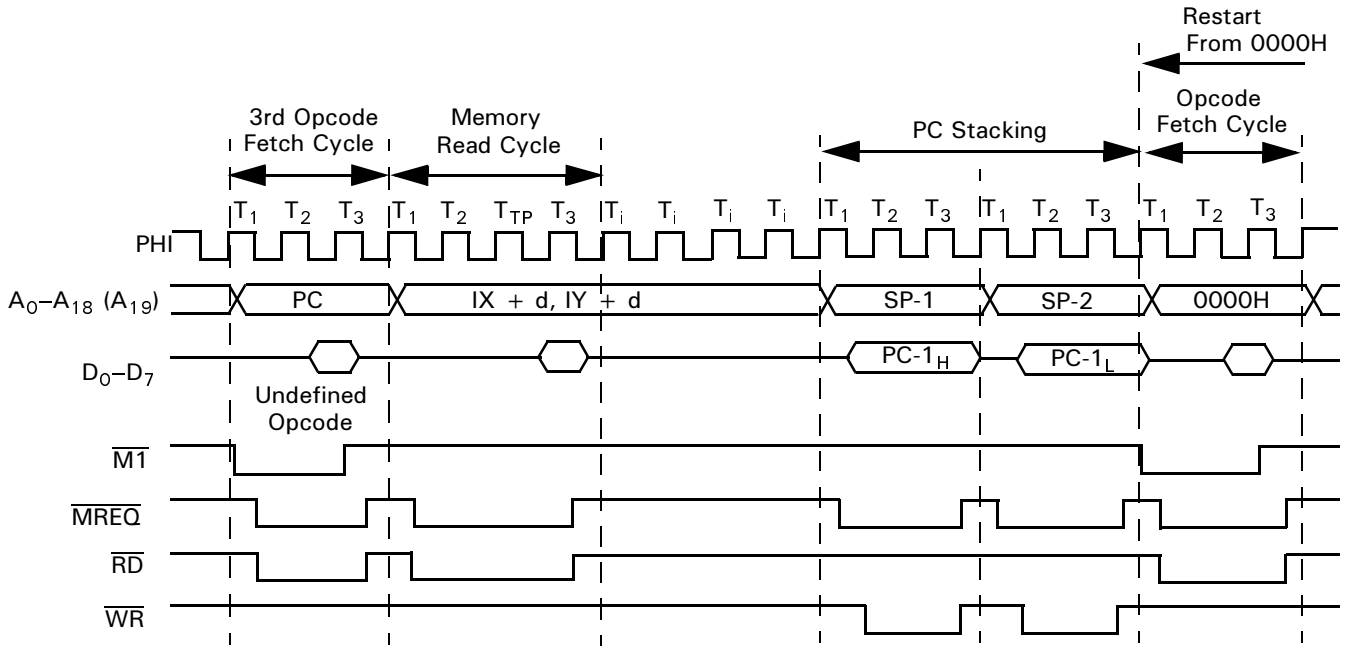 Restart
From 0000H
3rd Opcode
Fetch Cycle
Memory
Read Cycle
PC Stacking
Opcode
Fetch Cycle
T1 T2 T3 T1 T2 TTP T3 Ti Ti Ti Ti T1 T2 T3 T1 T2 T3 T1 T2 T3
PHI
A0–A18 (A19) PC IX + d, IY + d SP-1 SP-2 0000H
D0–D7 PC-1H PC-1L
Undefined
Opcode
M1
MREQ
RD
WR